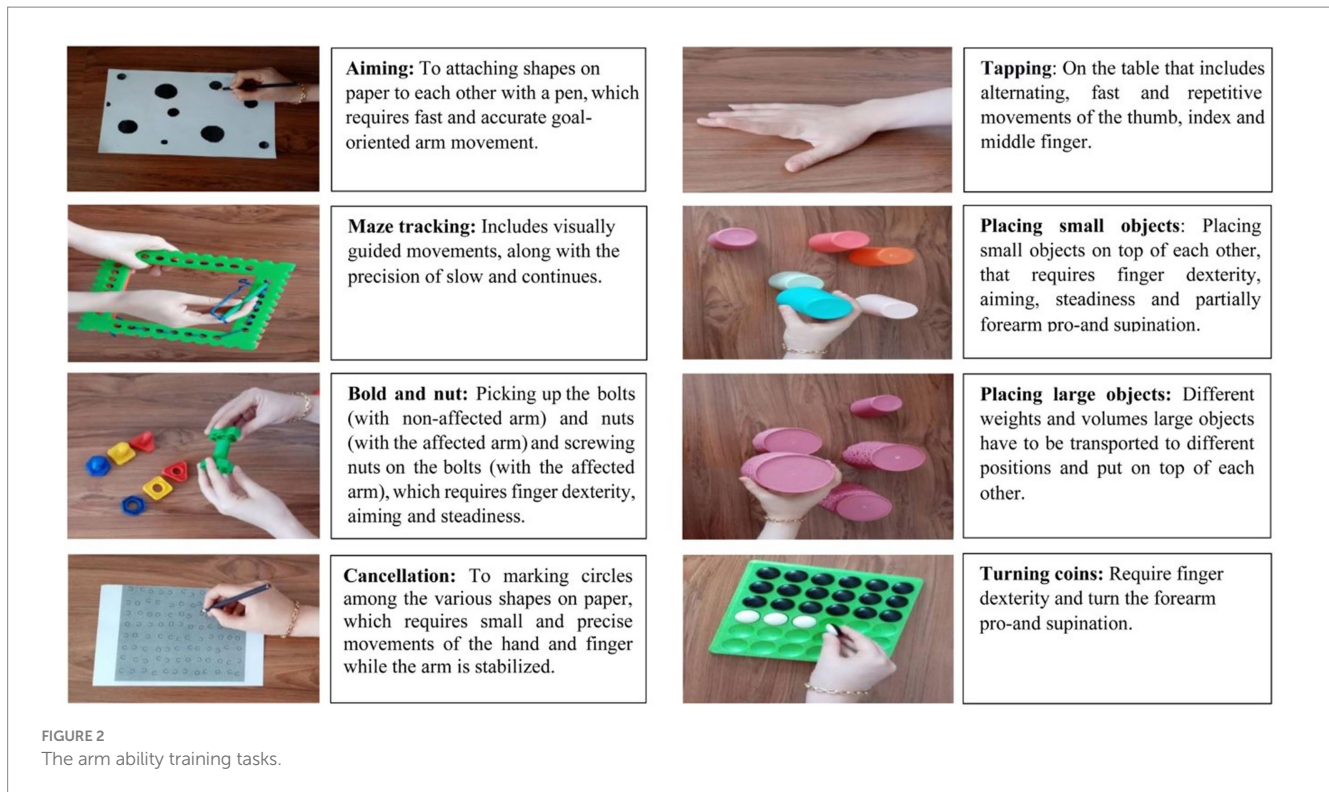 Aiming: To attaching shapes on
paper to each other with a pen, which
requires fast and accurate goal-
oriented arm movement.
Tapping: On the table that includes
alternating, fast and repetitive
movements of the thumb, index and
middle finger.
Maze tracking: Includes visually
guided movements, along with the
precision of slow and continues.
Placing small objects: Placing
small objects on top of each other,
that requires finger dexterity,
aiming, steadiness and partially
forearm pro-and supination.
Bold and nut: Picking up the bolts
(with non-affected arm) and nuts
(with the affected arm) and screwing
nuts on the bolts (with the affected
arm), which requires finger dexterity,
aiming and steadiness.
Placing large objects: Different
weights and volumes large objects
have to be transported to different
positions and put on top of each
other.
Cancellation: To marking circles
among the various shapes on paper,
which requires small and precise
movements of the hand and finger
while the arm is stabilized.
Turning coins: Require finger
dexterity and turn the forearm
pro-and supination.
FIGURE 2
The arm ability training tasks.